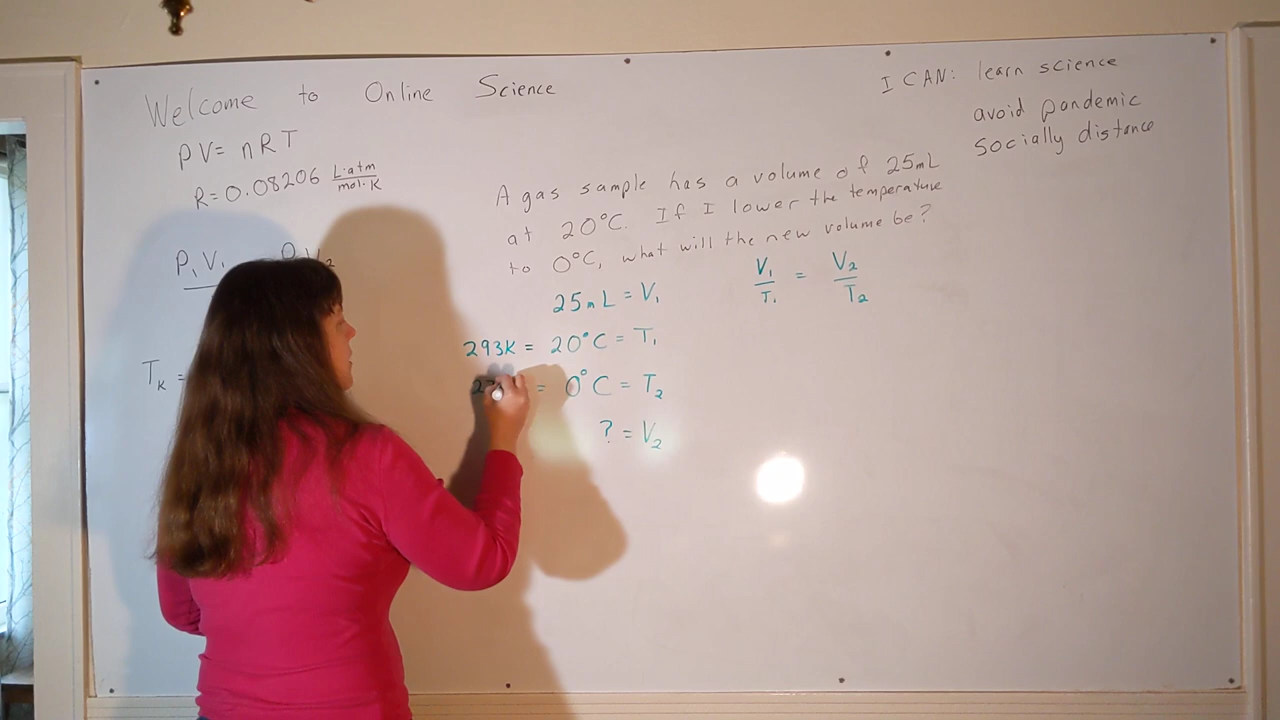 Welcome to Online Science
PV = nRT
R = 0.08206 L·atm / mol·K
P₁V₁ P₂V₂
T_K =
I CAN: learn science
avoid pandemic
socially distance
A gas sample has a volume of 25mL
at 20°C. If I lower the temperature
to 0°C, what will the new volume be?
25mL = V₁
293K = 20°C = T₁
= 0°C = T₂
? = V₂
V₁/T₁ = V₂/T₂